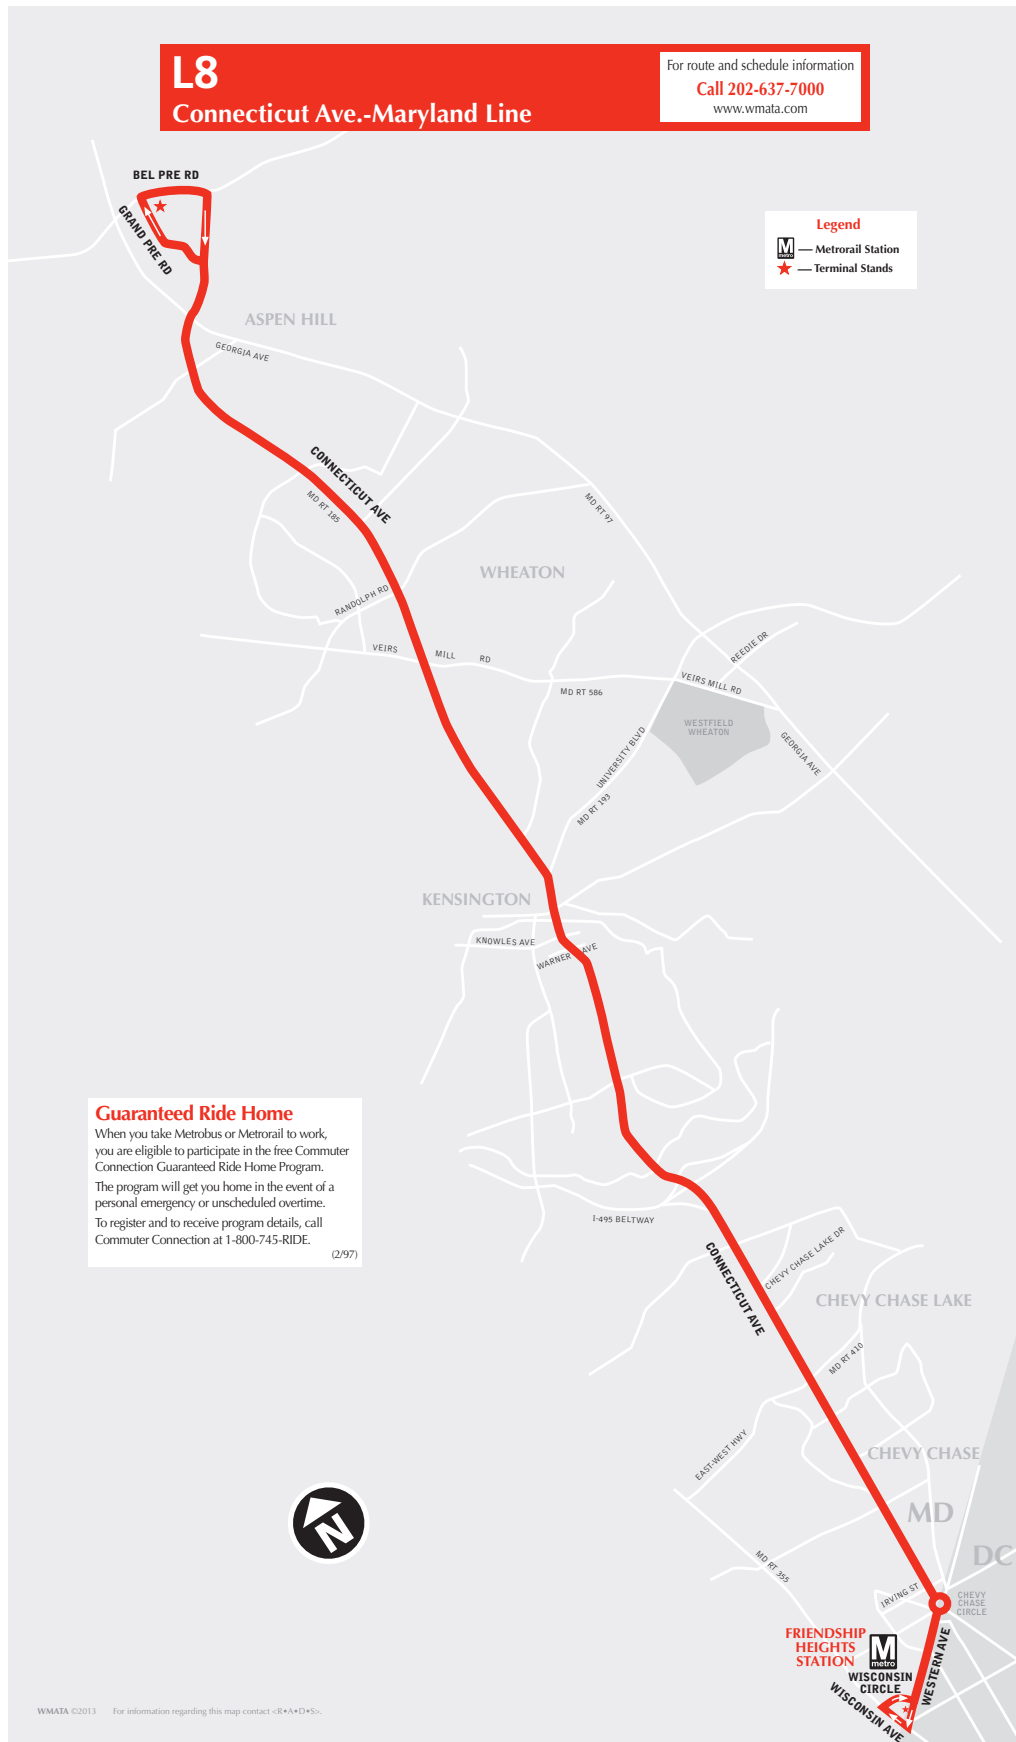 L8
Connecticut Ave.-Maryland Line
For route and schedule information
Call 202-637-7000
www.wmata.com
BEL PRE RD
GRAND PRE RD
Legend
M metro — Metrorail Station
— Terminal Stands
ASPEN HILL
GEORGIA AVE
CONNECTICUT AVE
MD RT 185
MD RT 97
WHEATON
RANDOLPH RD
VEIRS MILL RD
REEDIE DR
MD RT 586
VEIRS MILL RD
WESTFIELD
WHEATON
UNIVERSITY BLVD
GEORGIA AVE
MD RT 193
KENSINGTON
KNOWLES AVE
WARNER AVE
Guaranteed Ride Home
When you take Metrobus or Metrorail to work,
you are eligible to participate in the free Commuter
Connection Guaranteed Ride Home Program.
The program will get you home in the event of a
personal emergency or unscheduled overtime.
To register and to receive program details, call
Commuter Connection at 1-800-745-RIDE.
(2/97)
I-495 BELTWAY
CONNECTICUT AVE
CHEVY CHASE LAKE DR
CHEVY CHASE LAKE
MD RT 410
EAST-WEST HWY
CHEVY CHASE
MD
DC
N
MD RT 355
IRVING ST
CHEVY
CHASE
CIRCLE
FRIENDSHIP
HEIGHTS
STATION
M
metro
WISCONSIN
CIRCLE
WESTERN AVE
WISCONSIN AVE
WMATA ©2013 For information regarding this map contact <R•A•D•S>.